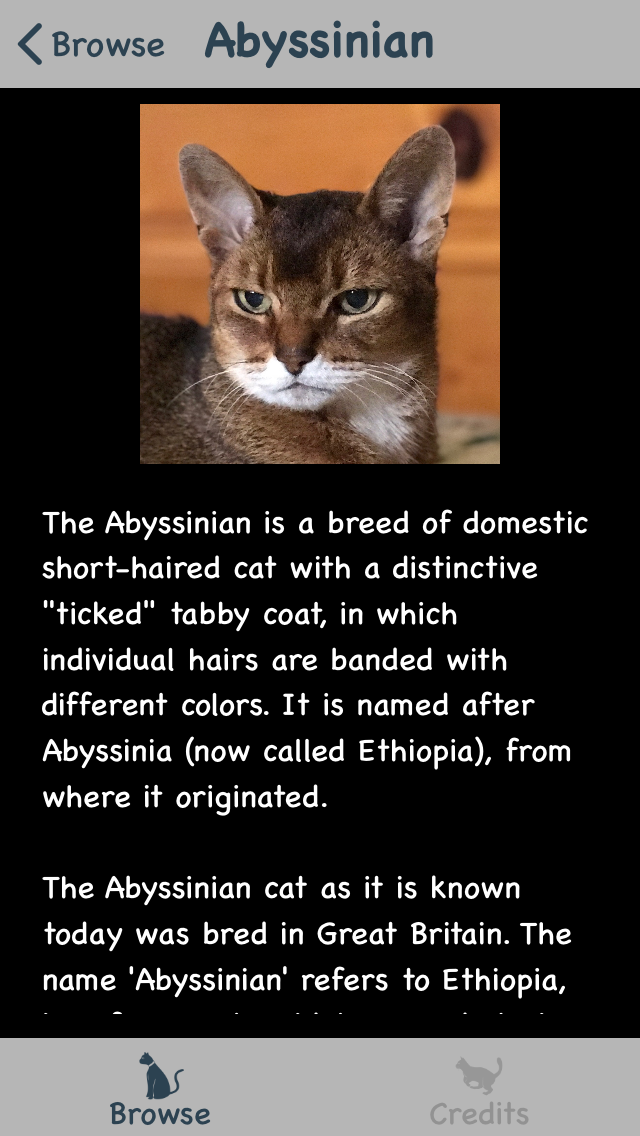 Browse Abyssinian
The Abyssinian is a breed of domestic
short-haired cat with a distinctive
"ticked" tabby coat, in which
individual hairs are banded with
different colors. It is named after
Abyssinia (now called Ethiopia), from
where it originated.
The Abyssinian cat as it is known
today was bred in Great Britain. The
name 'Abyssinian' refers to Ethiopia,
Browse Credits